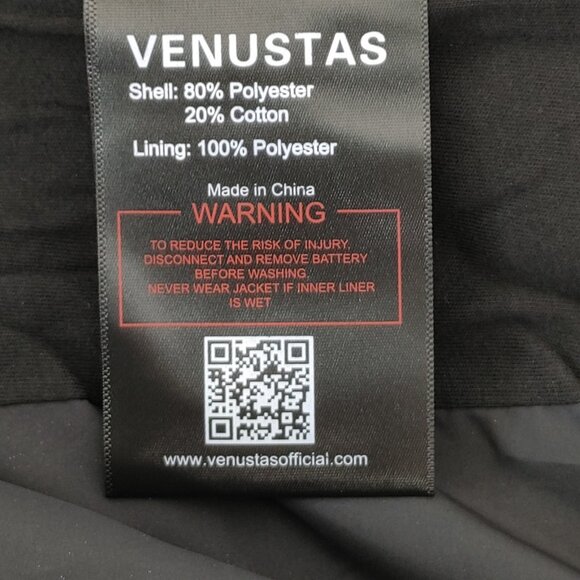 VENUSTAS
Shell: 80% Polyester
20% Cotton
Lining: 100% Polyester
Made in China
WARNING
TO REDUCE THE RISK OF INJURY,
DISCONNECT AND REMOVE BATTERY
BEFORE WASHING.
NEVER WEAR JACKET IF INNER LINER
IS WET
www.venustasofficial.com